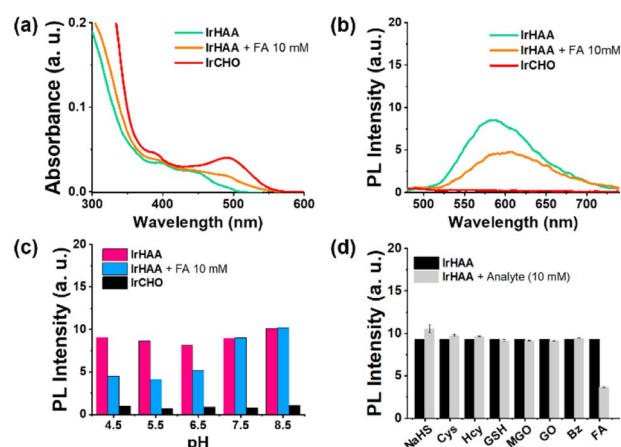 (a)
Absorbance (a. u.)
0.2
0.1
0.0
300 400 500 600
Wavelength (nm)
IrHAA
IrHAA + FA 10 mM
IrCHO
(b)
PL Intensity (a.u.)
20
15
10
5
0
500 550 600 650 700
Wavelength (nm)
IrHAA
IrHAA + FA 10mM
IrCHO
(c)
PL Intensity (a. u.)
20
15
10
5
0
4.5 5.5 6.5 7.5 8.5
pH
IrHAA
IrHAA + FA 10 mM
IrCHO
(d)
PL Intensity (a. u.)
20
15
10
5
0
NaHS Cys Hcy GSH MGO GO Bz FA
IrHAA
IrHAA + Analyte (10 mM)